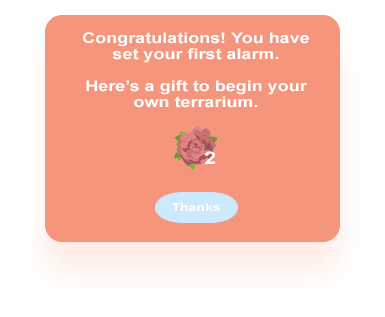 Congratulations! You have
set your first alarm.
Here’s a gift to begin your
own terrarium.
2
Thanks